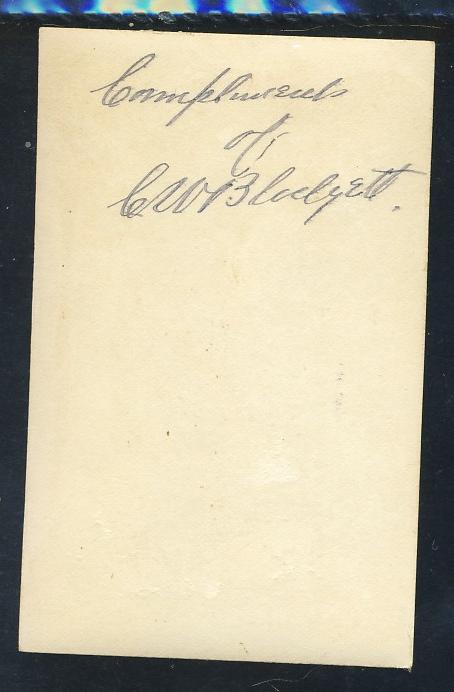 Compliments
of
C W Blodgett.